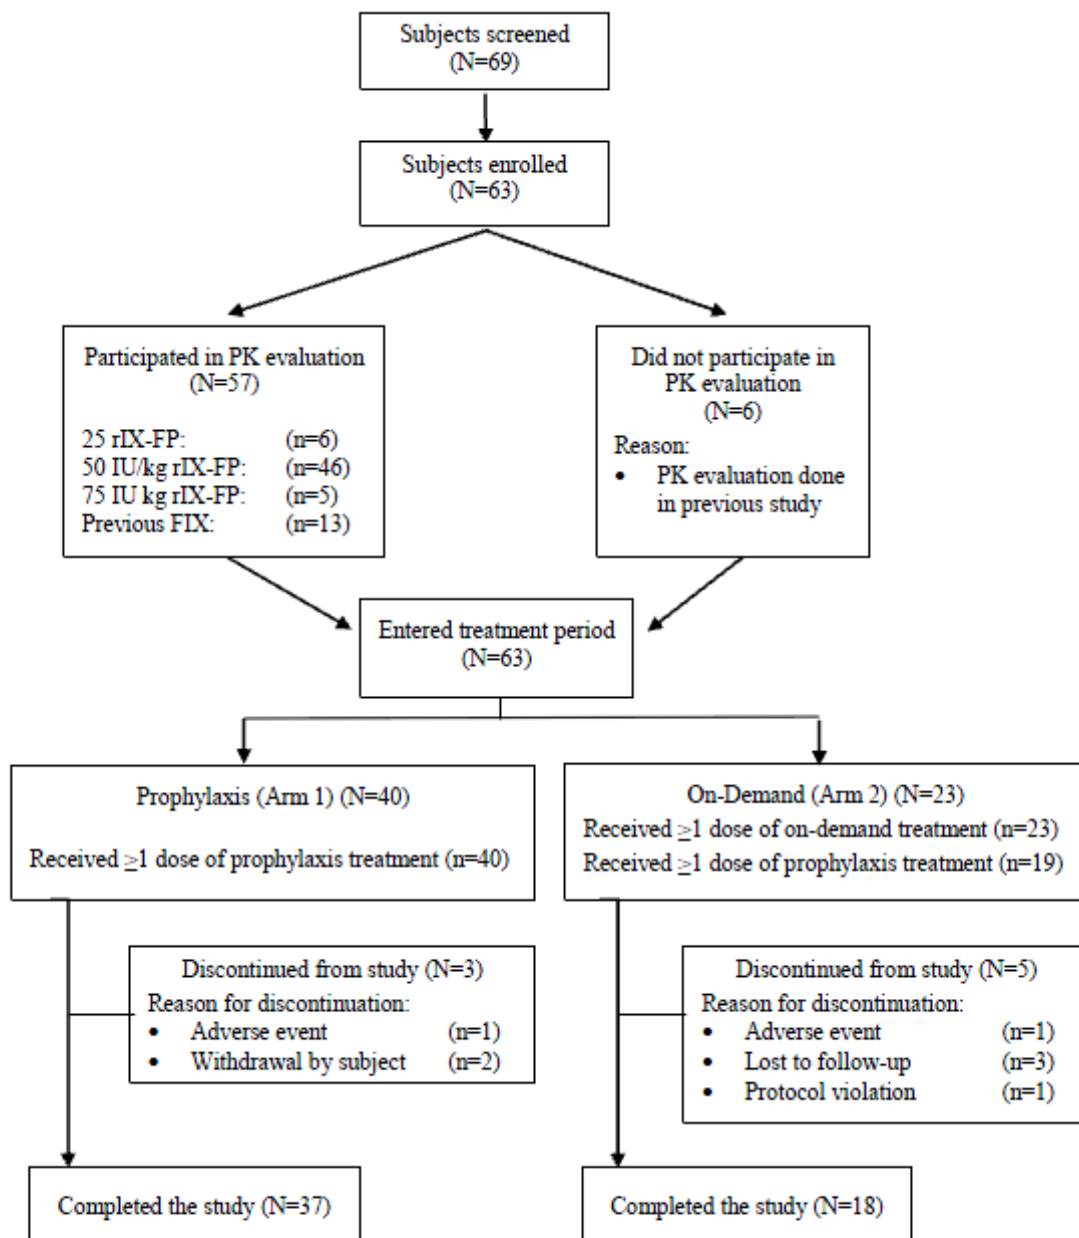 Subjects screened
(N=69)
Subjects enrolled
(N=63)
Participated in PK evaluation
(N=57)
25 rIX-FP: (n=6)
50 IU/kg rIX-FP: (n=46)
75 IU kg rIX-FP: (n=5)
Previous FIX: (n=13)
Did not participate in
PK evaluation
(N=6)
Reason:
• PK evaluation done
in previous study
Entered treatment period
(N=63)
Prophylaxis (Arm 1) (N=40)
Received ≥1 dose of prophylaxis treatment (n=40)
On-Demand (Arm 2) (N=23)
Received ≥1 dose of on-demand treatment (n=23)
Received ≥1 dose of prophylaxis treatment (n=19)
Discontinued from study (N=3)
Reason for discontinuation:
• Adverse event (n=1)
• Withdrawal by subject (n=2)
Discontinued from study (N=5)
Reason for discontinuation:
• Adverse event (n=1)
• Lost to follow-up (n=3)
• Protocol violation (n=1)
Completed the study (N=37)
Completed the study (N=18)